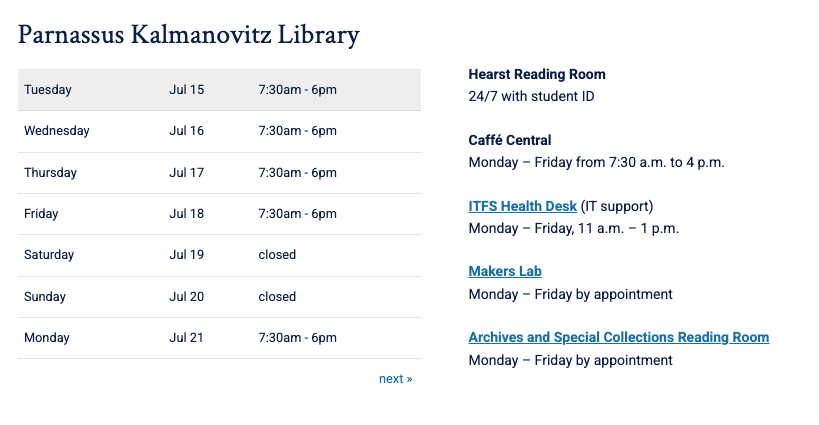 Parnassus Kalmanovitz Library
Tuesday Jul 15 7:30am - 6pm
Wednesday Jul 16 7:30am - 6pm
Thursday Jul 17 7:30am - 6pm
Friday Jul 18 7:30am - 6pm
Saturday Jul 19 closed
Sunday Jul 20 closed
Monday Jul 21 7:30am - 6pm
next »
Hearst Reading Room
24/7 with student ID
Caffé Central
Monday – Friday from 7:30 a.m. to 4 p.m.
ITFS Health Desk (IT support)
Monday – Friday, 11 a.m. – 1 p.m.
Makers Lab
Monday – Friday by appointment
Archives and Special Collections Reading Room
Monday – Friday by appointment